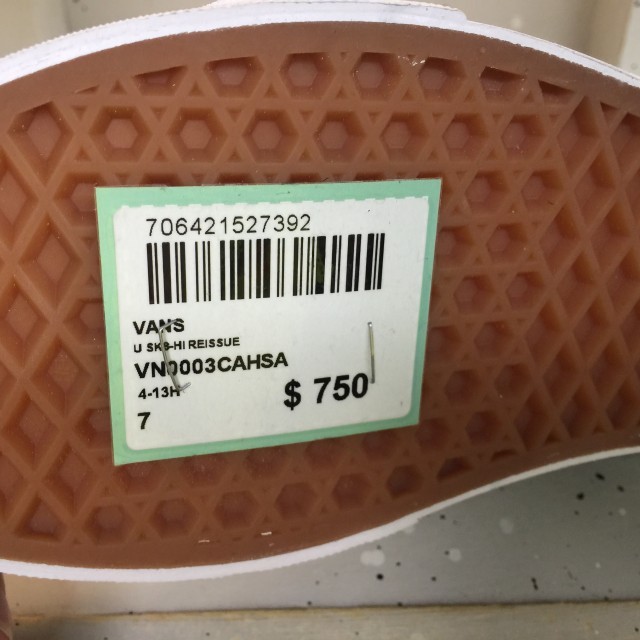 706421527392
VANS
U SK8-HI REISSUE
VN0003CAHSA
4-13H
$ 750
7